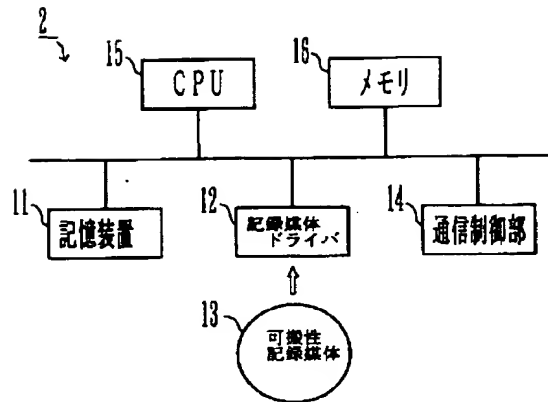 2
15
CPU
16
メモリ
11
記憶装置
12
記録媒体
ドライバ
14
通信制御部
13
可搬性
記録媒体